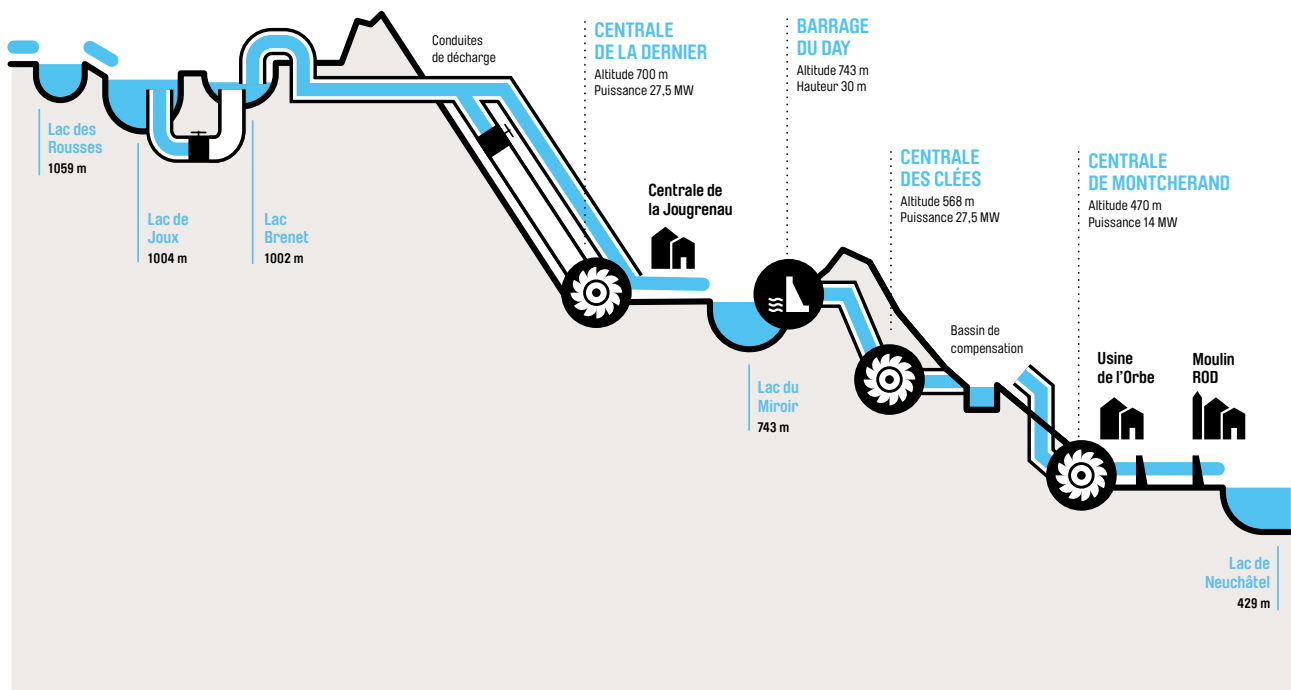 Conduites
de décharge
CENTRALE
DE LA DERNIER
Altitude 700 m
Puissance 27,5 MW
BARRAGE
DU DAY
Altitude 743 m
Hauteur 30 m
Lac des
Rousses
1059 m
Lac de
Joux
1004 m
Lac
Brenet
1002 m
Centrale de
la Jougrenau
CENTRALE
DES CLÉES
Altitude 568 m
Puissance 27,5 MW
CENTRALE
DE MONTCHERAND
Altitude 470 m
Puissance 14 MW
Lac du
Miroir
743 m
Bassin de
compensation
Usine
de l'Orbe
Moulin
ROD
Lac de
Neuchâtel
429 m